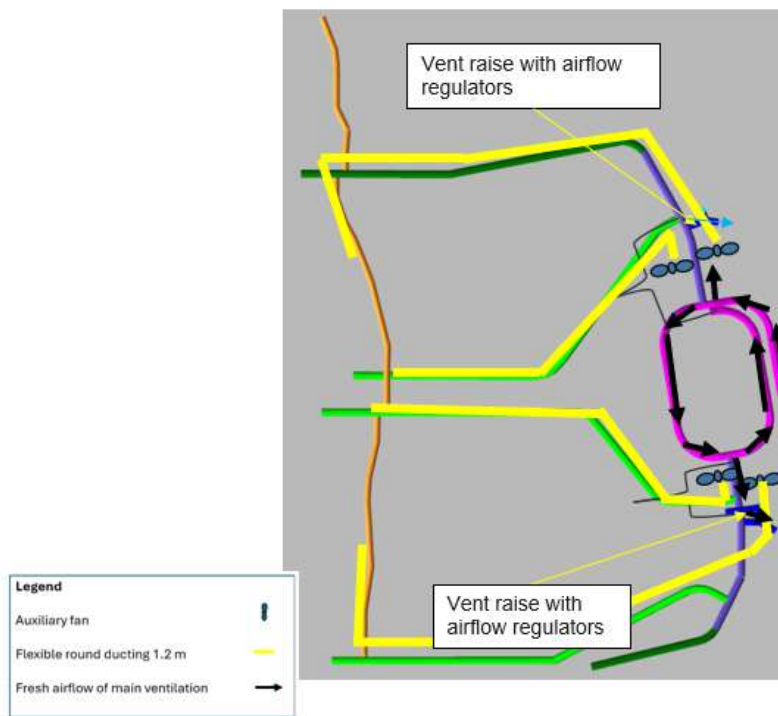 Vent raise with airflow
regulators
Vent raise with
airflow regulators
Legend
Auxiliary fan
Flexible round ducting 1.2 m
Fresh airflow of main ventilation